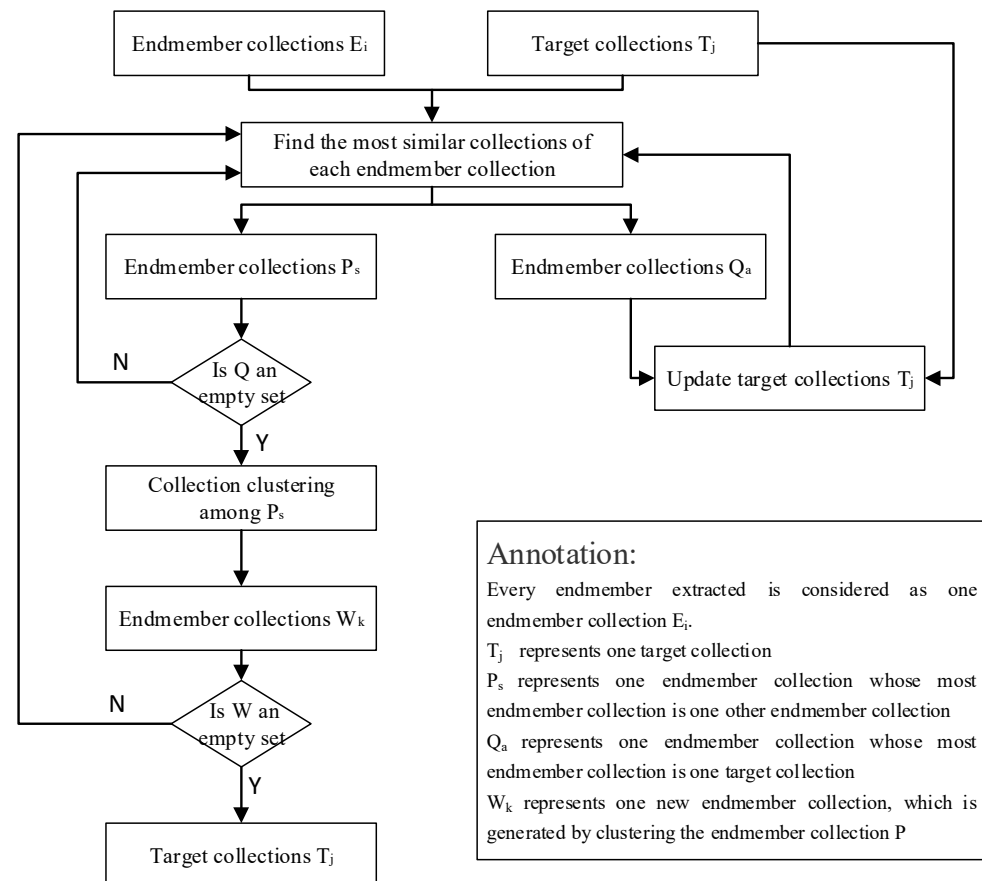 Endmember collections Eᵢ
Target collections Tⱼ
Find the most similar collections of
each endmember collection
Endmember collections Pₛ
Endmember collections Qₐ
N
Is Q an
empty set
Update target collections Tⱼ
Y
Collection clustering
among Pₛ
Endmember collections Wₖ
N
Is W an
empty set
Y
Target collections Tⱼ
Annotation:
Every endmember extracted is considered as one
endmember collection Eᵢ.
Tⱼ represents one target collection
Pₛ represents one endmember collection whose most
endmember collection is one other endmember collection
Qₐ represents one endmember collection whose most
endmember collection is one target collection
Wₖ represents one new endmember collection, which is
generated by clustering the endmember collection P